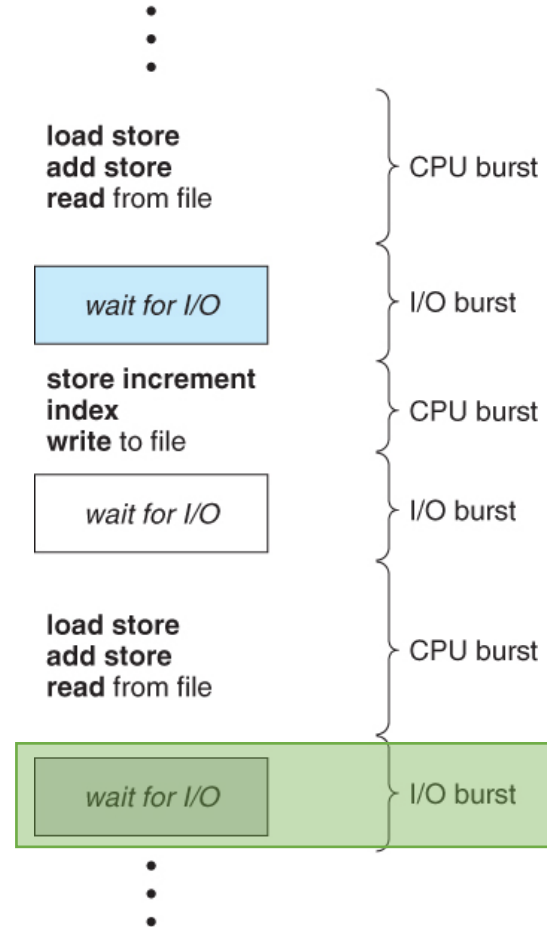 load store
add store
read from file
CPU burst
wait for I/O
I/O burst
store increment
index
write to file
CPU burst
wait for I/O
I/O burst
load store
add store
read from file
CPU burst
wait for I/O
I/O burst